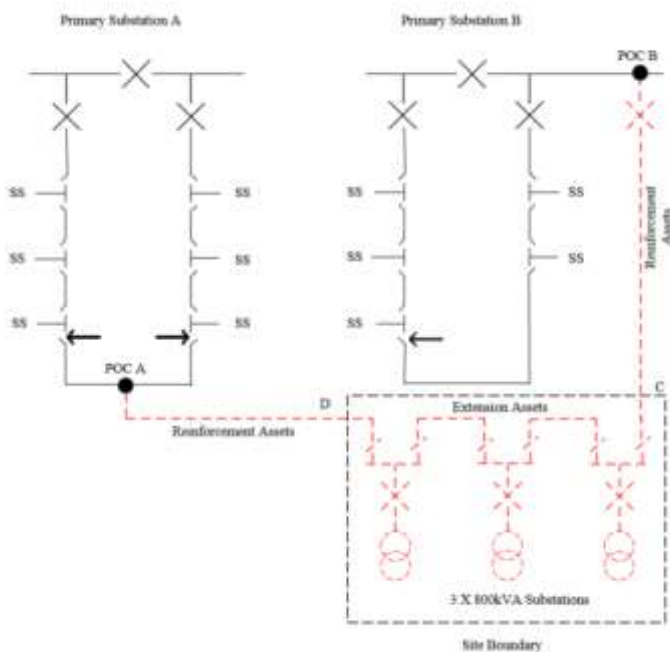 Primary Substation A
Primary Substation B
POC B
SS
SS
SS
SS
SS
SS
SS
SS
SS
SS
SS
Reinforcement
Assets
POC A
C
D
Extension Assets
Reinforcement Assets
3 X 800kVA Substations
Site Boundary